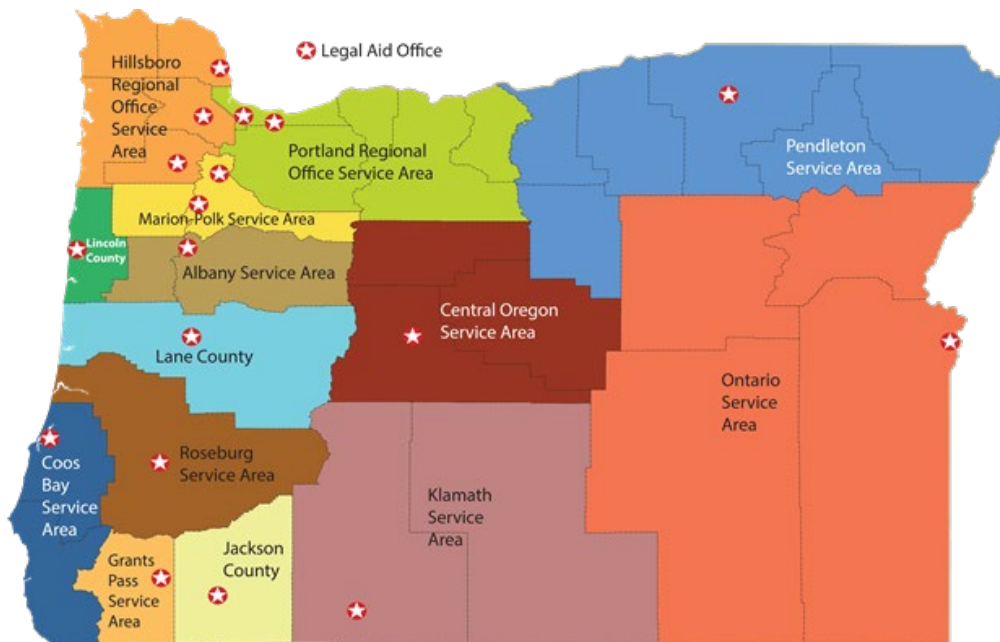 Legal Aid Office
Hillsboro
Regional
Office
Service
Area
Portland Regional
Office Service Area
Pendleton
Service Area
Marion-Polk Service Area
Lincoln
County
Albany Service Area
Central Oregon
Service Area
Lane County
Ontario
Service
Area
Roseburg
Service Area
Coos
Bay
Service
Area
Klamath
Service
Area
Jackson
County
Grants
Pass
Service
Area